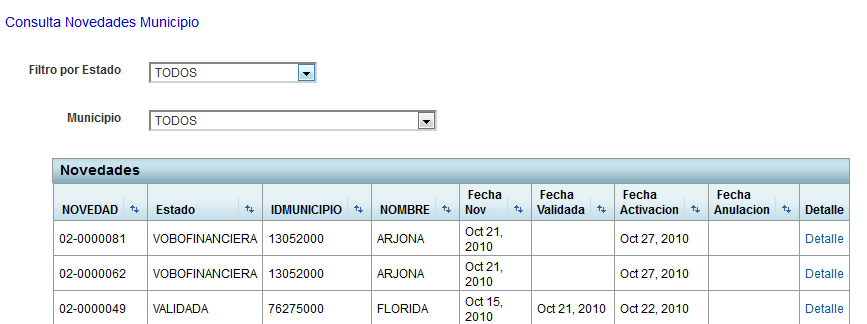 Consulta Novedades Municipio
Filtro por Estado TODOS
Municipio TODOS
Novedades
NOVEDAD Estado IDMUNICIPIO NOMBRE Fecha Nov Fecha Validada Fecha Activacion Fecha Anulacion Detalle
02-0000081 VOBOFINANCIERA 13052000 ARJONA Oct 21, 2010 Oct 27, 2010 Detalle
02-0000062 VOBOFINANCIERA 13052000 ARJONA Oct 21, 2010 Oct 27, 2010 Detalle
02-0000049 VALIDADA 76275000 FLORIDA Oct 15, 2010 Oct 21, 2010 Oct 22, 2010 Detalle